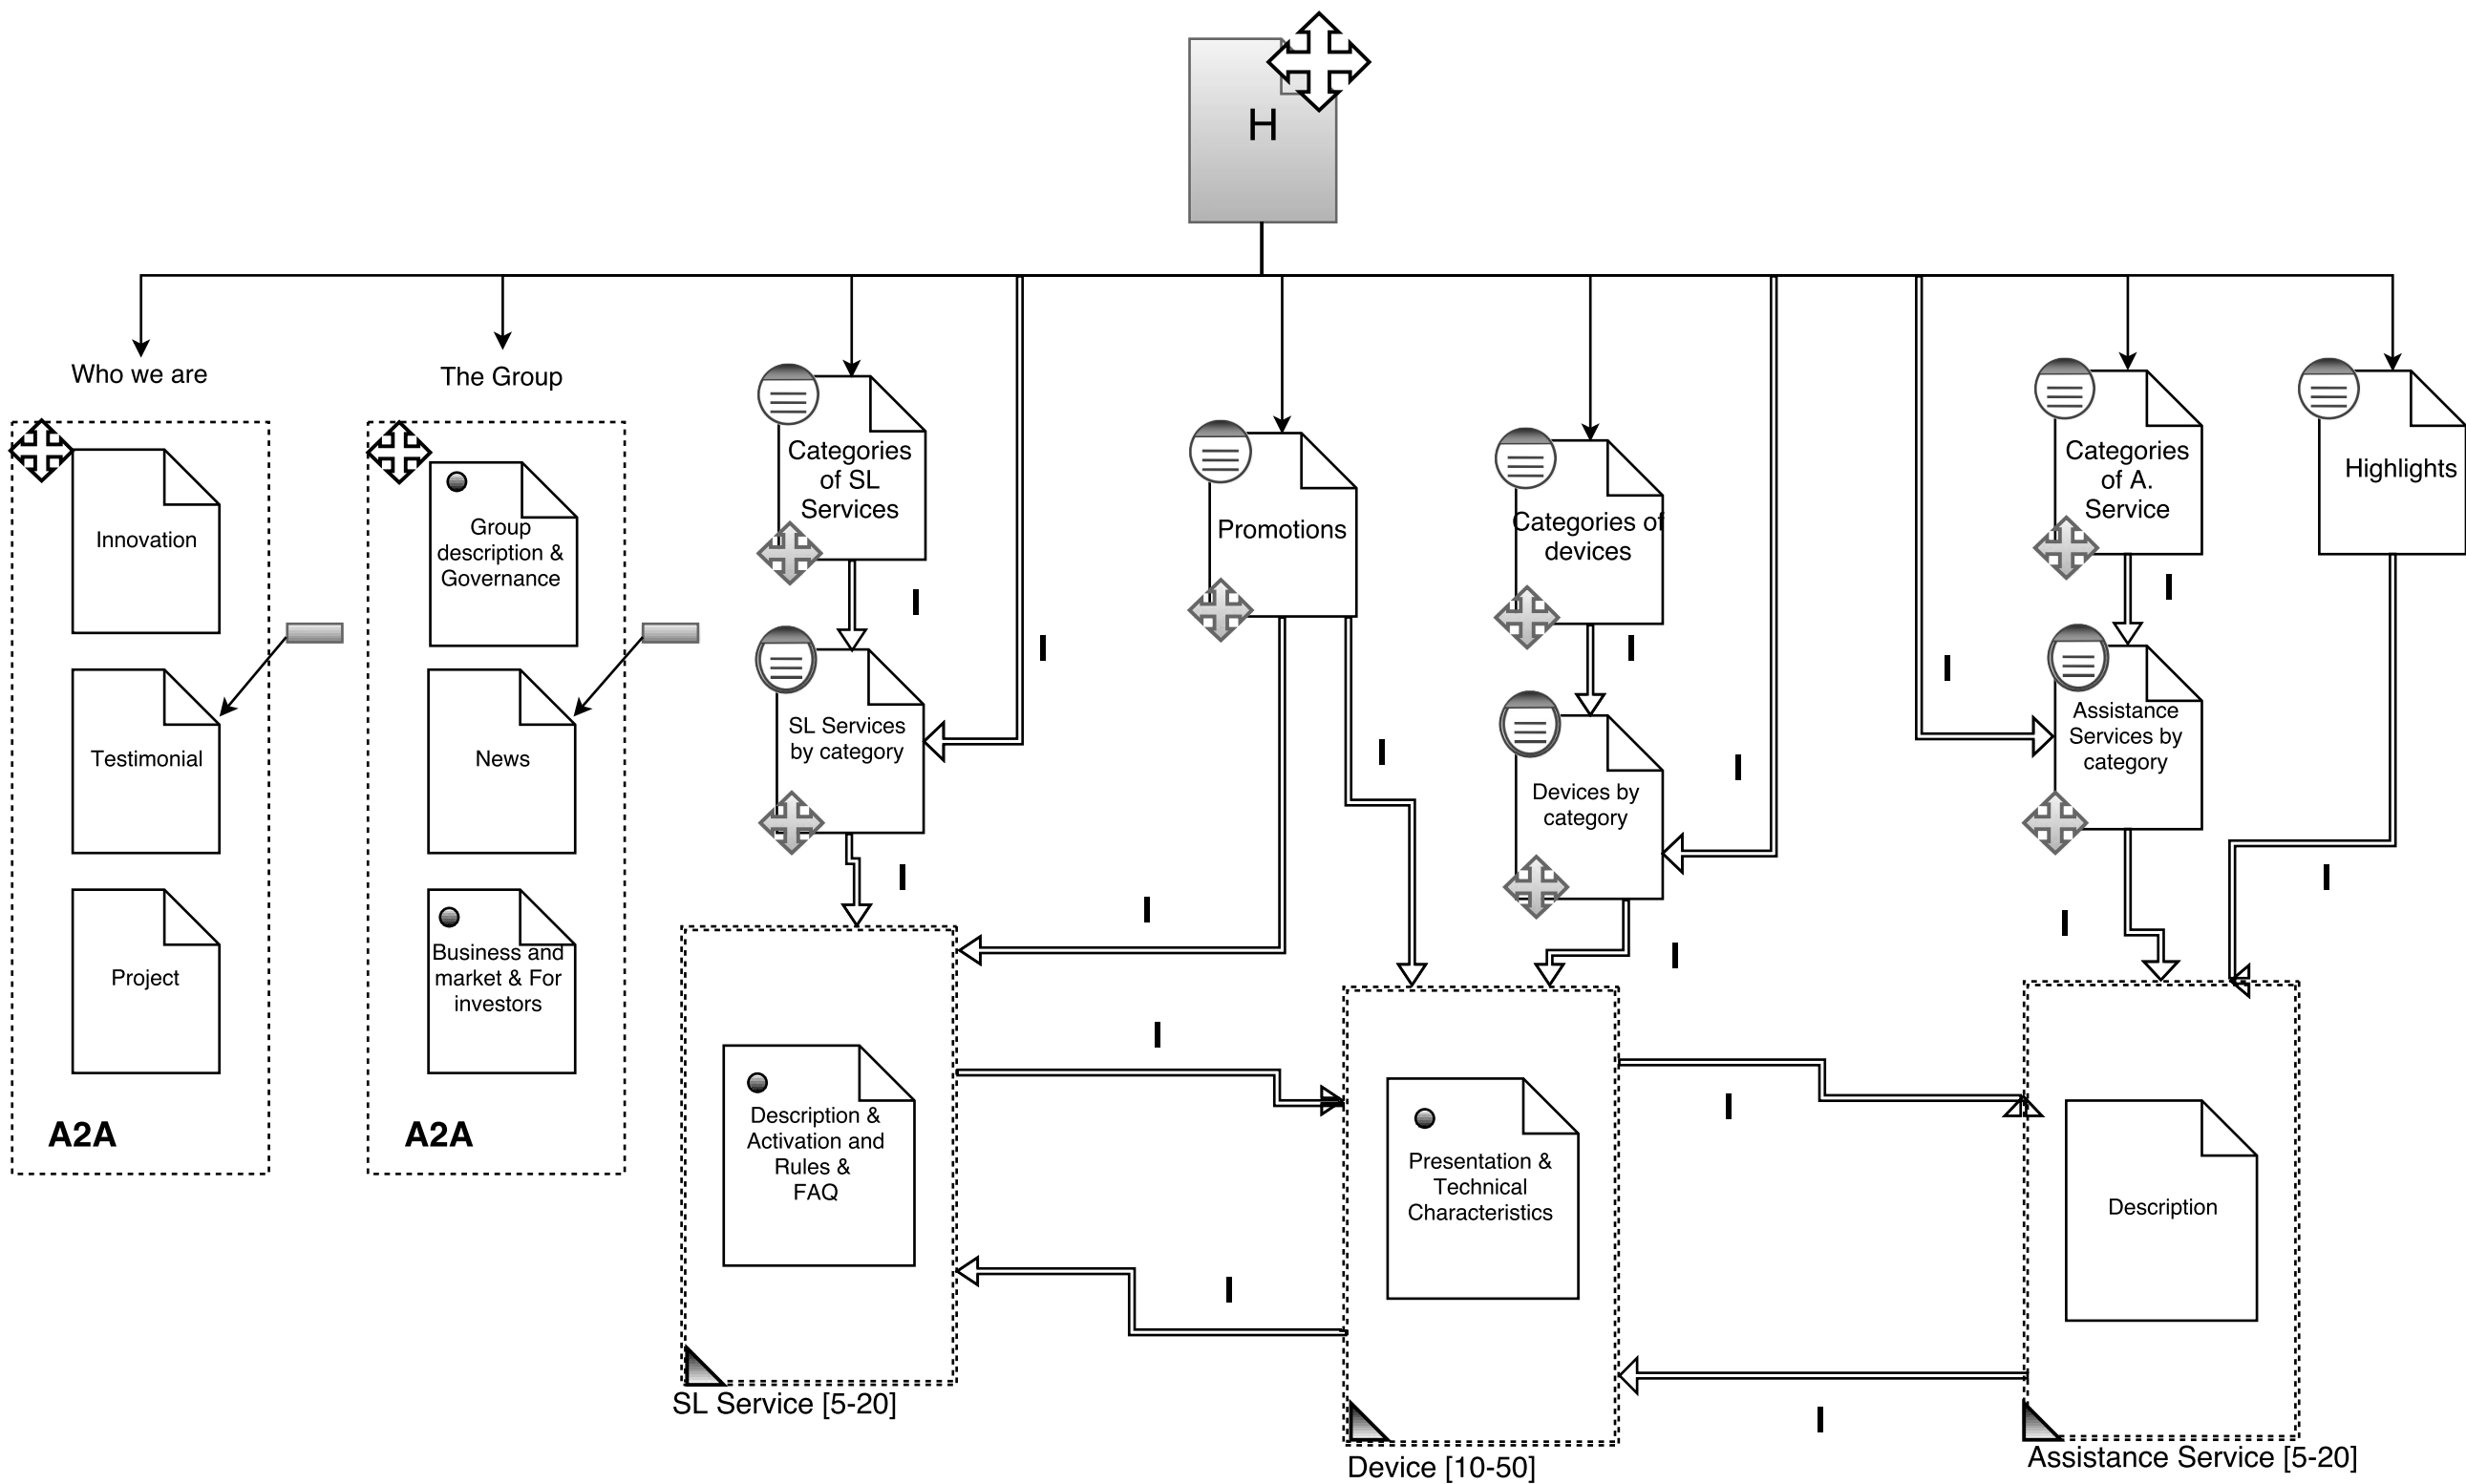 H
Who we are
The Group
Innovation
Testimonial
Project
A2A
Group
description &
Governance
News
Business and
market & For
investors
A2A
Categories
of SL
Services
I
I
SL Services
by category
I
Promotions
I
I
Categories of
devices
I
I
Devices by
category
I
Categories
of A.
Service
I
I
Assistance
Services by
category
I
Highlights
I
Description &
Activation and
Rules &
FAQ
SL Service [5-20]
I
I
Presentation &
Technical
Characteristics
Device [10-50]
I
I
Description
Assistance Service [5-20]